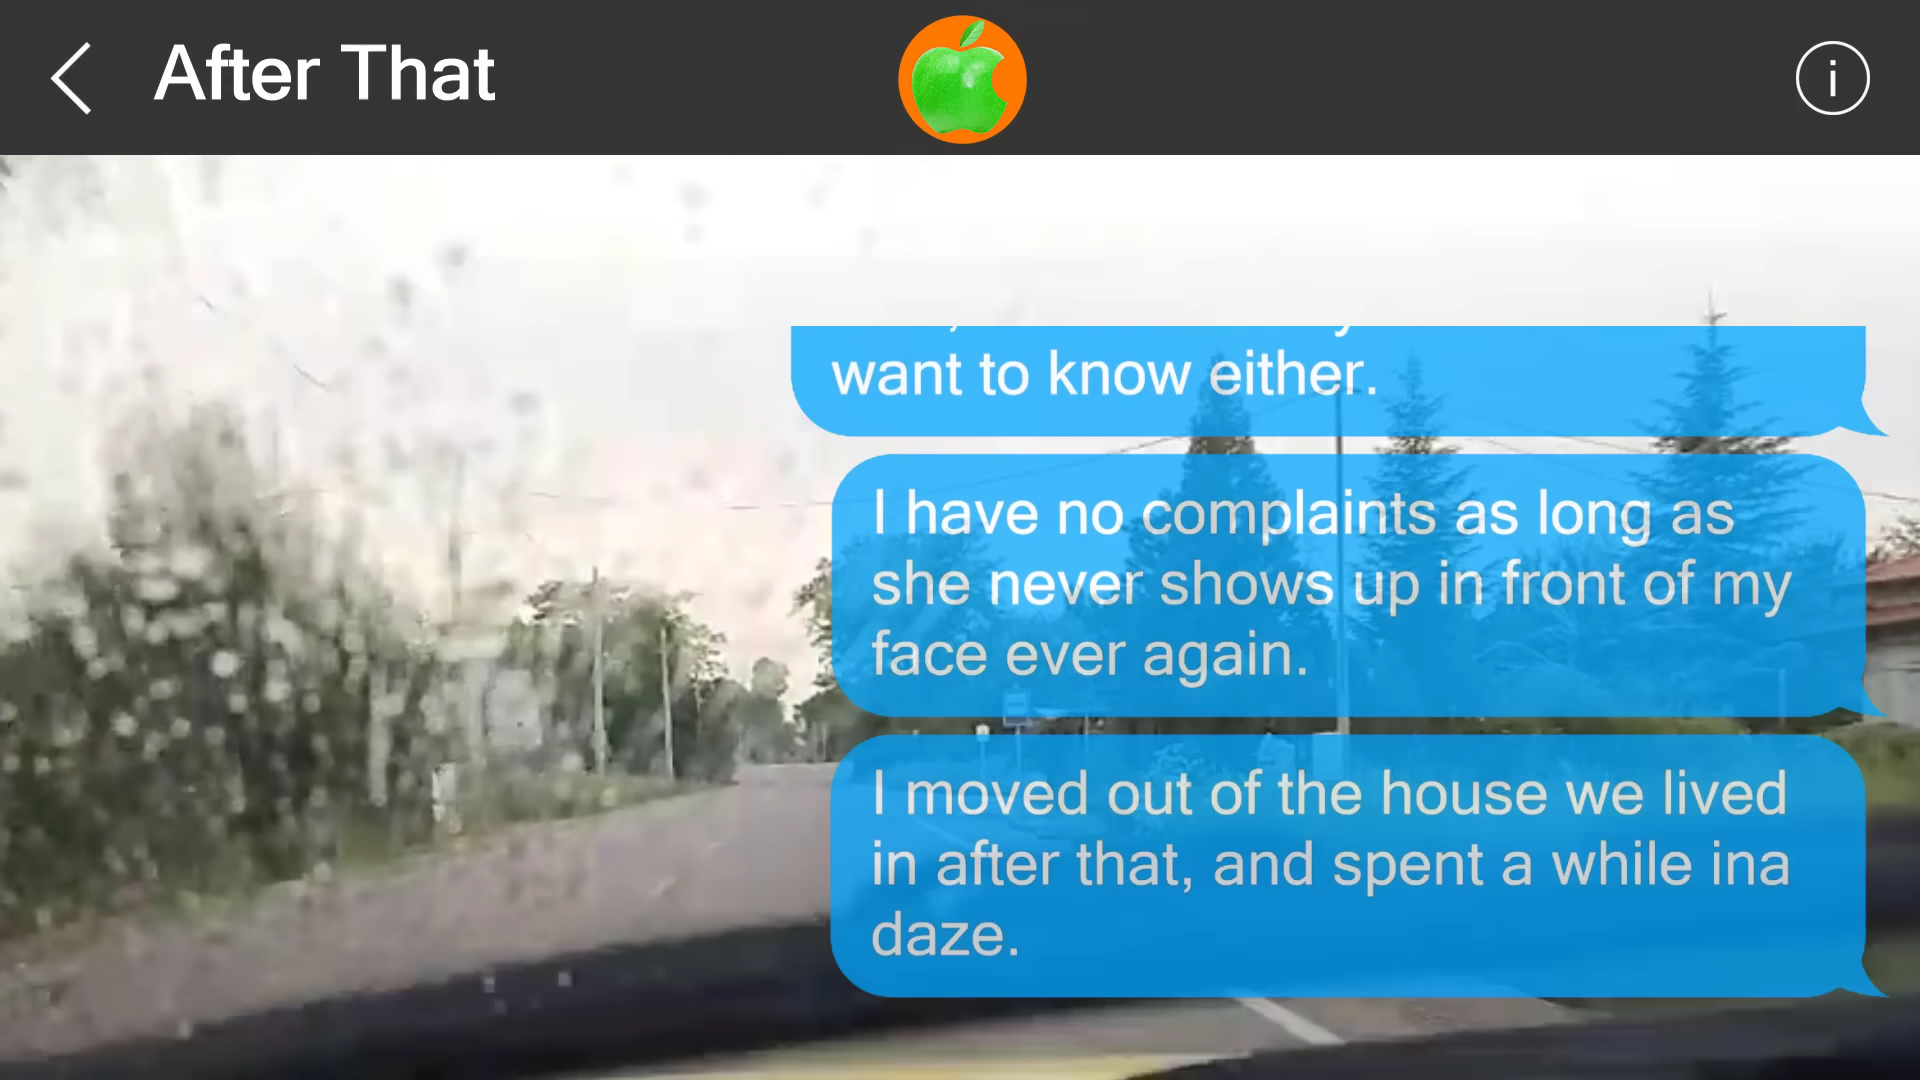 After That
want to know either.
I have no complaints as long as
she never shows up in front of my
face ever again.
I moved out of the house we lived
in after that, and spent a while ina
daze.